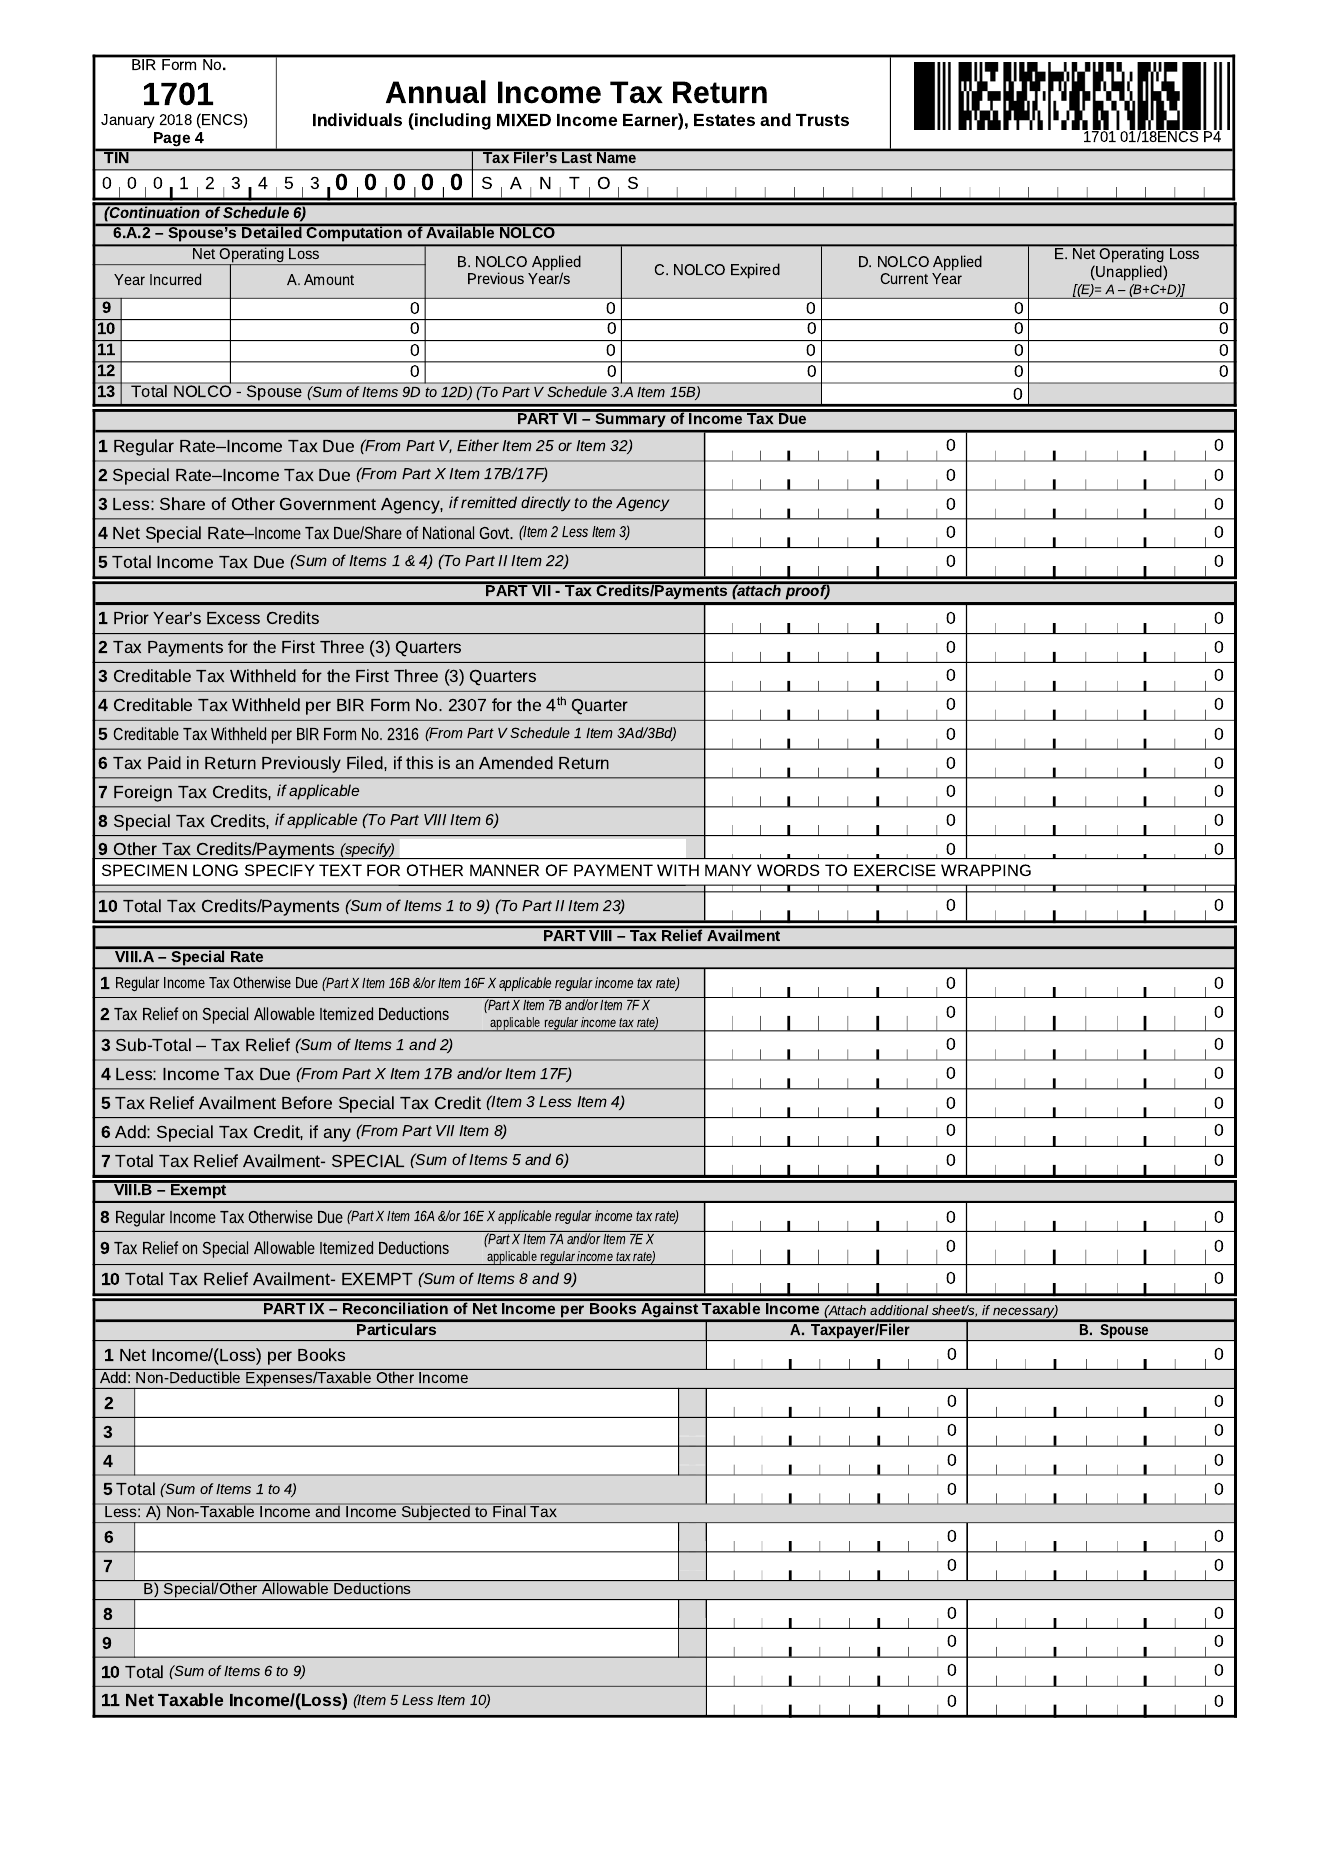 BIR Form No.
1701
January 2018 (ENCS)
Page 4
Annual Income Tax Return
Individuals (including MIXED Income Earner), Estates and Trusts
1701 01/18ENCS P4
TIN Tax Filer's Last Name
0 0 0 1 2 3 4 5 3 0 0 0 0 0 S A N T O S
(Continuation of Schedule 6)
6.A.2 – Spouse's Detailed Computation of Available NOLCO
Net Operating Loss
Year Incurred A. Amount
B. NOLCO Applied
Previous Year/s
C. NOLCO Expired
D. NOLCO Applied
Current Year
E. Net Operating Loss
(Unapplied)
[(E)= A – (B+C+D)]
9 0 0 0 0 0
10 0 0 0 0 0
11 0 0 0 0 0
12 0 0 0 0 0
13 Total NOLCO - Spouse (Sum of Items 9D to 12D) (To Part V Schedule 3.A Item 15B) 0
PART VI – Summary of Income Tax Due
1 Regular Rate–Income Tax Due (From Part V, Either Item 25 or Item 32) 0 0
2 Special Rate–Income Tax Due (From Part X Item 17B/17F) 0 0
3 Less: Share of Other Government Agency, if remitted directly to the Agency 0 0
4 Net Special Rate–Income Tax Due/Share of National Govt. (Item 2 Less Item 3) 0 0
5 Total Income Tax Due (Sum of Items 1 & 4) (To Part II Item 22) 0 0
PART VII - Tax Credits/Payments (attach proof)
1 Prior Year's Excess Credits 0 0
2 Tax Payments for the First Three (3) Quarters 0 0
3 Creditable Tax Withheld for the First Three (3) Quarters 0 0
4 Creditable Tax Withheld per BIR Form No. 2307 for the 4th Quarter 0 0
5 Creditable Tax Withheld per BIR Form No. 2316 (From Part V Schedule 1 Item 3Ad/3Bd) 0 0
6 Tax Paid in Return Previously Filed, if this is an Amended Return 0 0
7 Foreign Tax Credits, if applicable 0 0
8 Special Tax Credits, if applicable (To Part VIII Item 6) 0 0
9 Other Tax Credits/Payments (specify) 0 0
SPECIMEN LONG SPECIFY TEXT FOR OTHER MANNER OF PAYMENT WITH MANY WORDS TO EXERCISE WRAPPING
10 Total Tax Credits/Payments (Sum of Items 1 to 9) (To Part II Item 23) 0 0
PART VIII – Tax Relief Availment
VIII.A – Special Rate
1 Regular Income Tax Otherwise Due (Part X Item 16B &/or Item 16F X applicable regular income tax rate) 0 0
2 Tax Relief on Special Allowable Itemized Deductions (Part X Item 7B and/or Item 7F X
applicable regular income tax rate) 0 0
3 Sub-Total – Tax Relief (Sum of Items 1 and 2) 0 0
4 Less: Income Tax Due (From Part X Item 17B and/or Item 17F) 0 0
5 Tax Relief Availment Before Special Tax Credit (Item 3 Less Item 4) 0 0
6 Add: Special Tax Credit, if any (From Part VII Item 8) 0 0
7 Total Tax Relief Availment- SPECIAL (Sum of Items 5 and 6) 0 0
VIII.B – Exempt
8 Regular Income Tax Otherwise Due (Part X Item 16A &/or 16E X applicable regular income tax rate) 0 0
9 Tax Relief on Special Allowable Itemized Deductions (Part X Item 7A and/or Item 7E X
applicable regular income tax rate) 0 0
10 Total Tax Relief Availment- EXEMPT (Sum of Items 8 and 9) 0 0
PART IX – Reconciliation of Net Income per Books Against Taxable Income (Attach additional sheet/s, if necessary)
Particulars A. Taxpayer/Filer B. Spouse
1 Net Income/(Loss) per Books 0 0
Add: Non-Deductible Expenses/Taxable Other Income
2 0 0
3 0 0
4 0 0
5 Total (Sum of Items 1 to 4) 0 0
Less: A) Non-Taxable Income and Income Subjected to Final Tax
6 0 0
7 0 0
B) Special/Other Allowable Deductions
8 0 0
9 0 0
10 Total (Sum of Items 6 to 9) 0 0
11 Net Taxable Income/(Loss) (Item 5 Less Item 10) 0 0